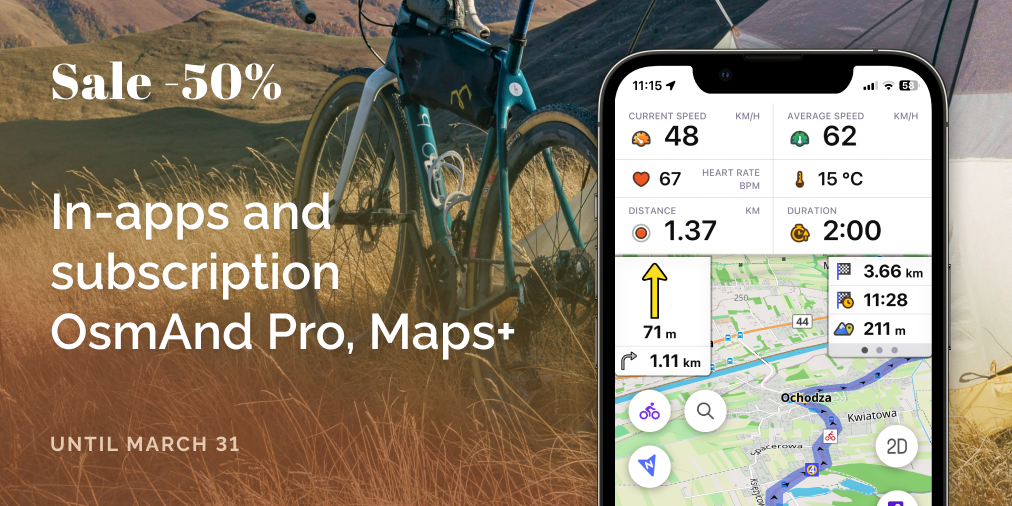 Sale -50%
In-apps and
subscription
OsmAnd Pro, Maps+
UNTIL MARCH 31
11:15
58
CURRENT SPEED KM/H
48
AVERAGE SPEED KM/H
62
67 HEART RATE
BPM
15 °C
DISTANCE KM
1.37
DURATION
2:00
71 m
1.11 km
3.66 km
11:28
211 m
250
44
Ochodza
Kwiatowa
Spacerowa
4
2D